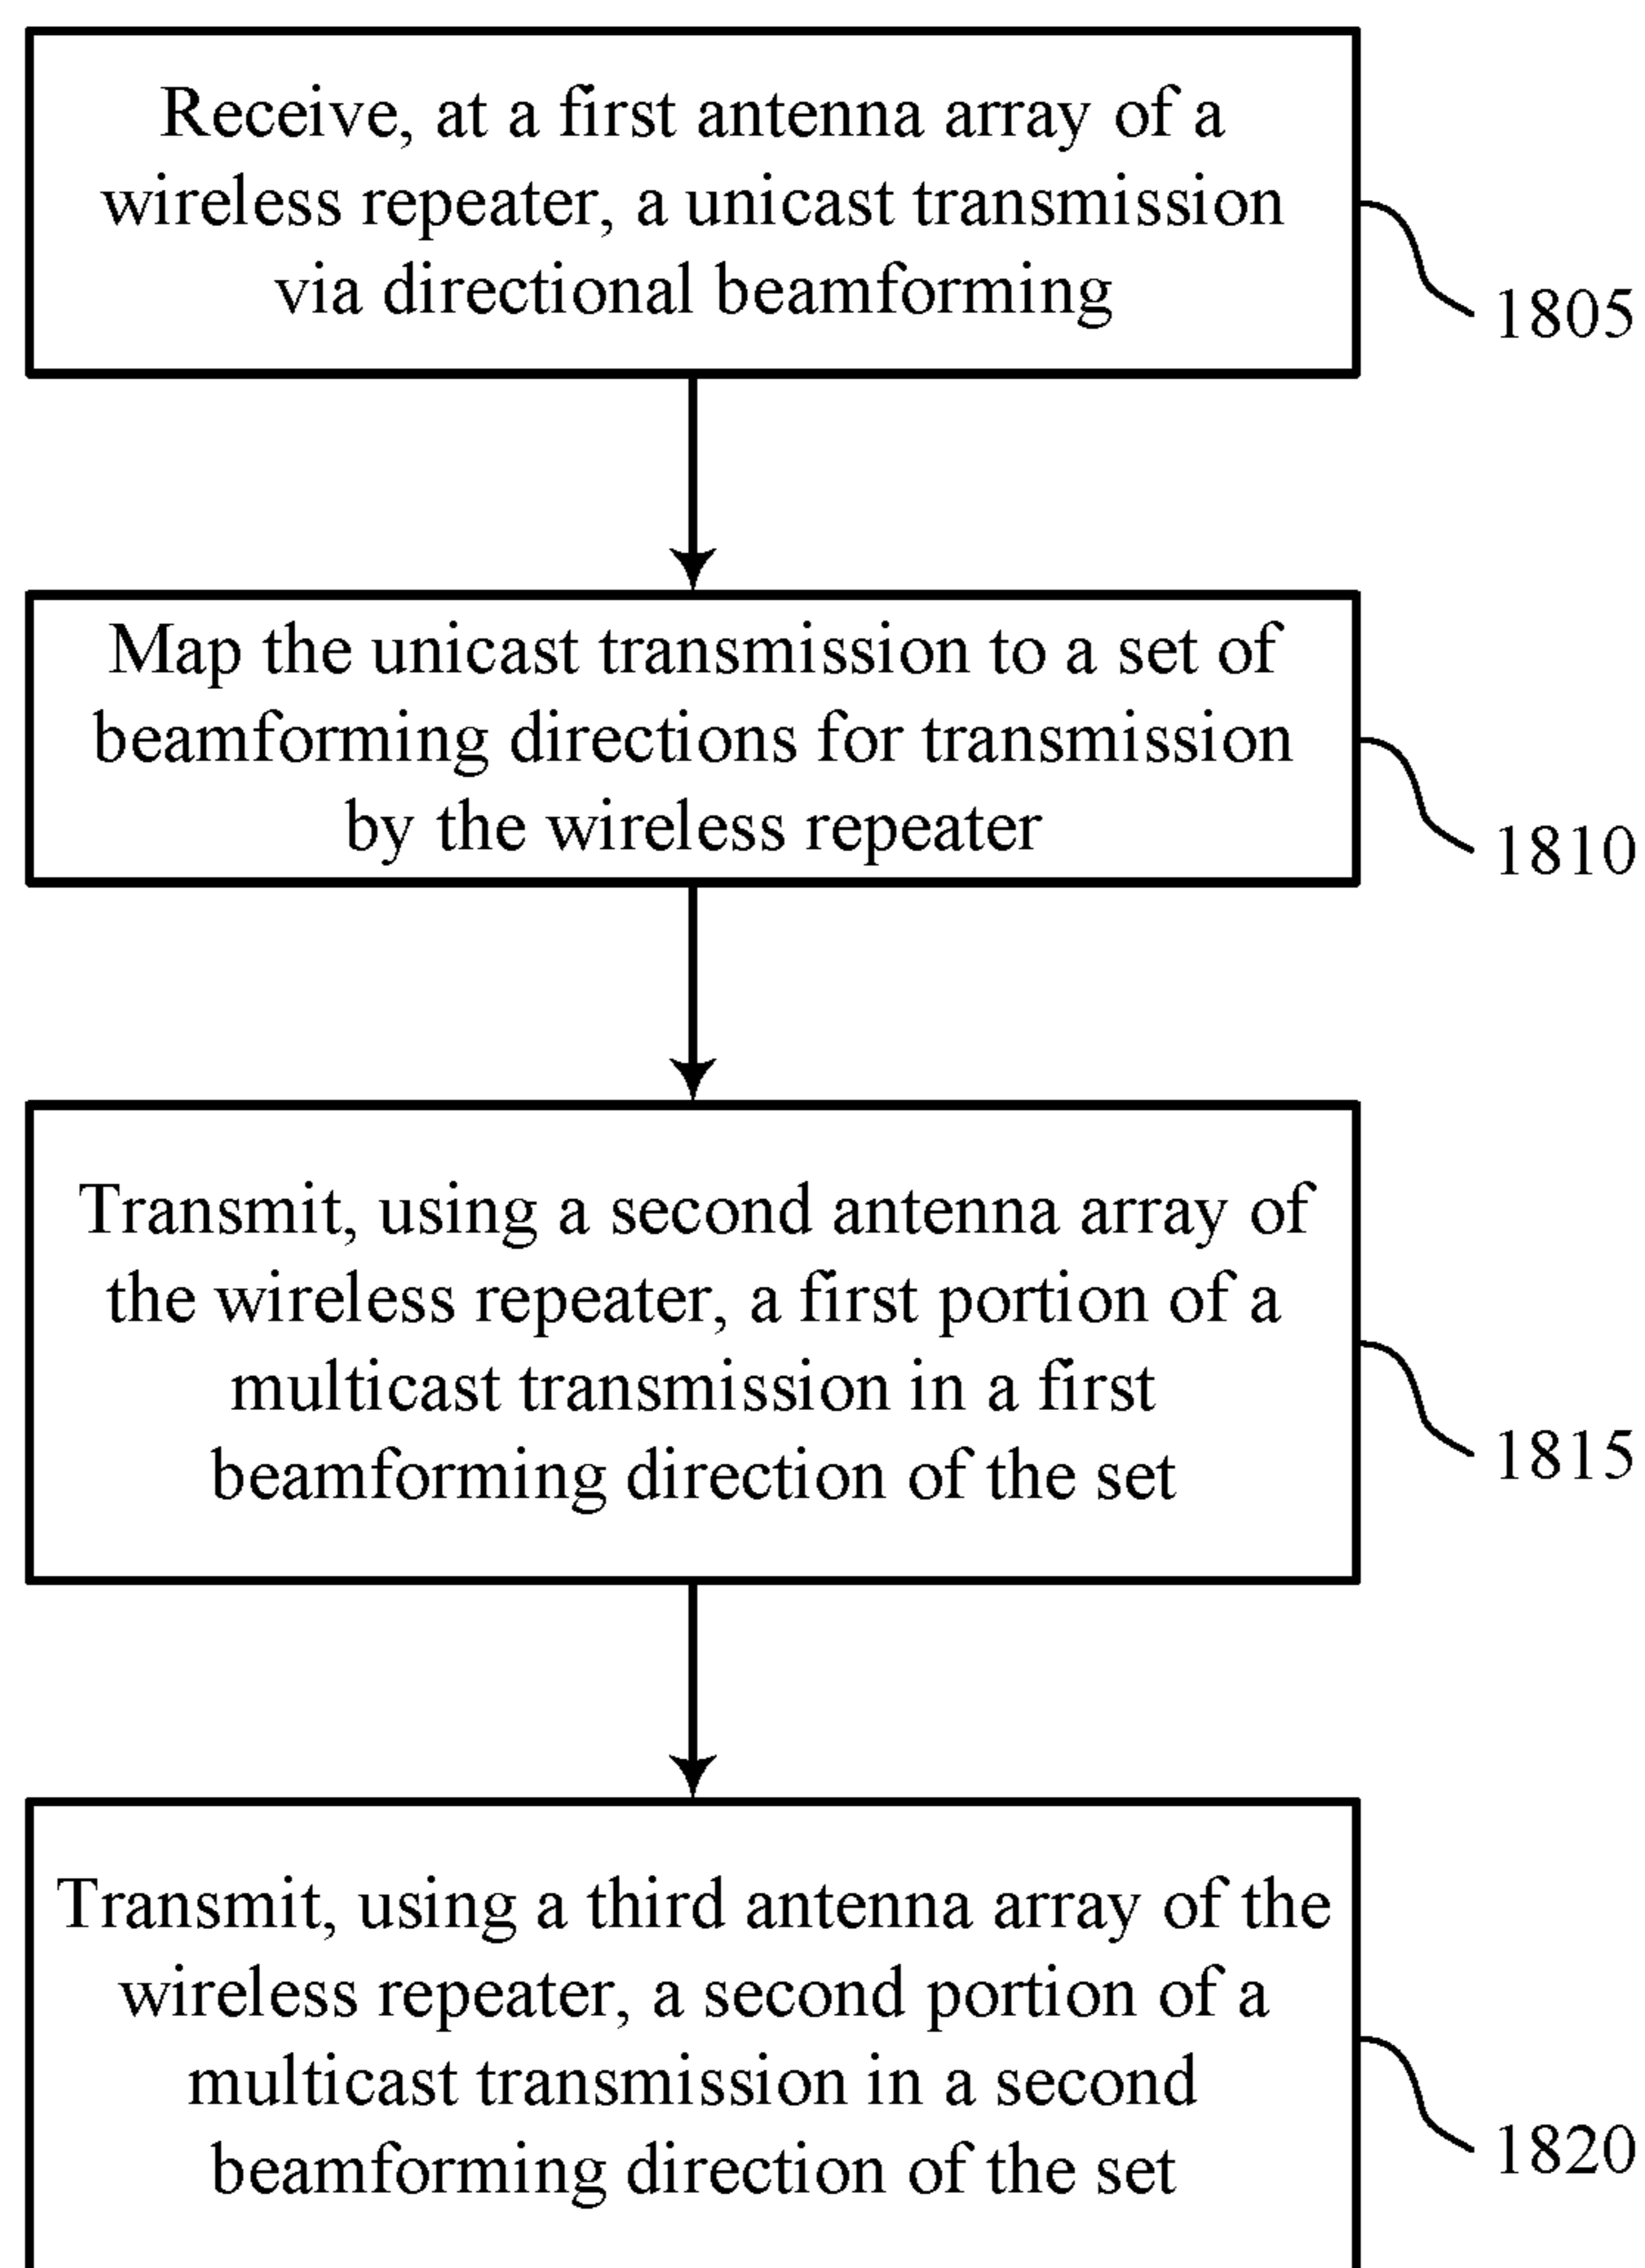 Receive, at a first antenna array of a
wireless repeater, a unicast transmission
via directional beamforming
1805
Map the unicast transmission to a set of
beamforming directions for transmission
by the wireless repeater
1810
Transmit, using a second antenna array of
the wireless repeater, a first portion of a
multicast transmission in a first
beamforming direction of the set
1815
Transmit, using a third antenna array of the
wireless repeater, a second portion of a
multicast transmission in a second
beamforming direction of the set
1820